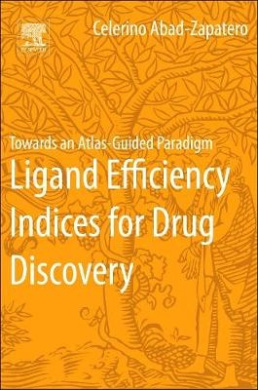 Celerino Abad-Zapatero
Towards an Atlas-Guided Paradigm
Ligand Efficiency
Indices for Drug
Discovery